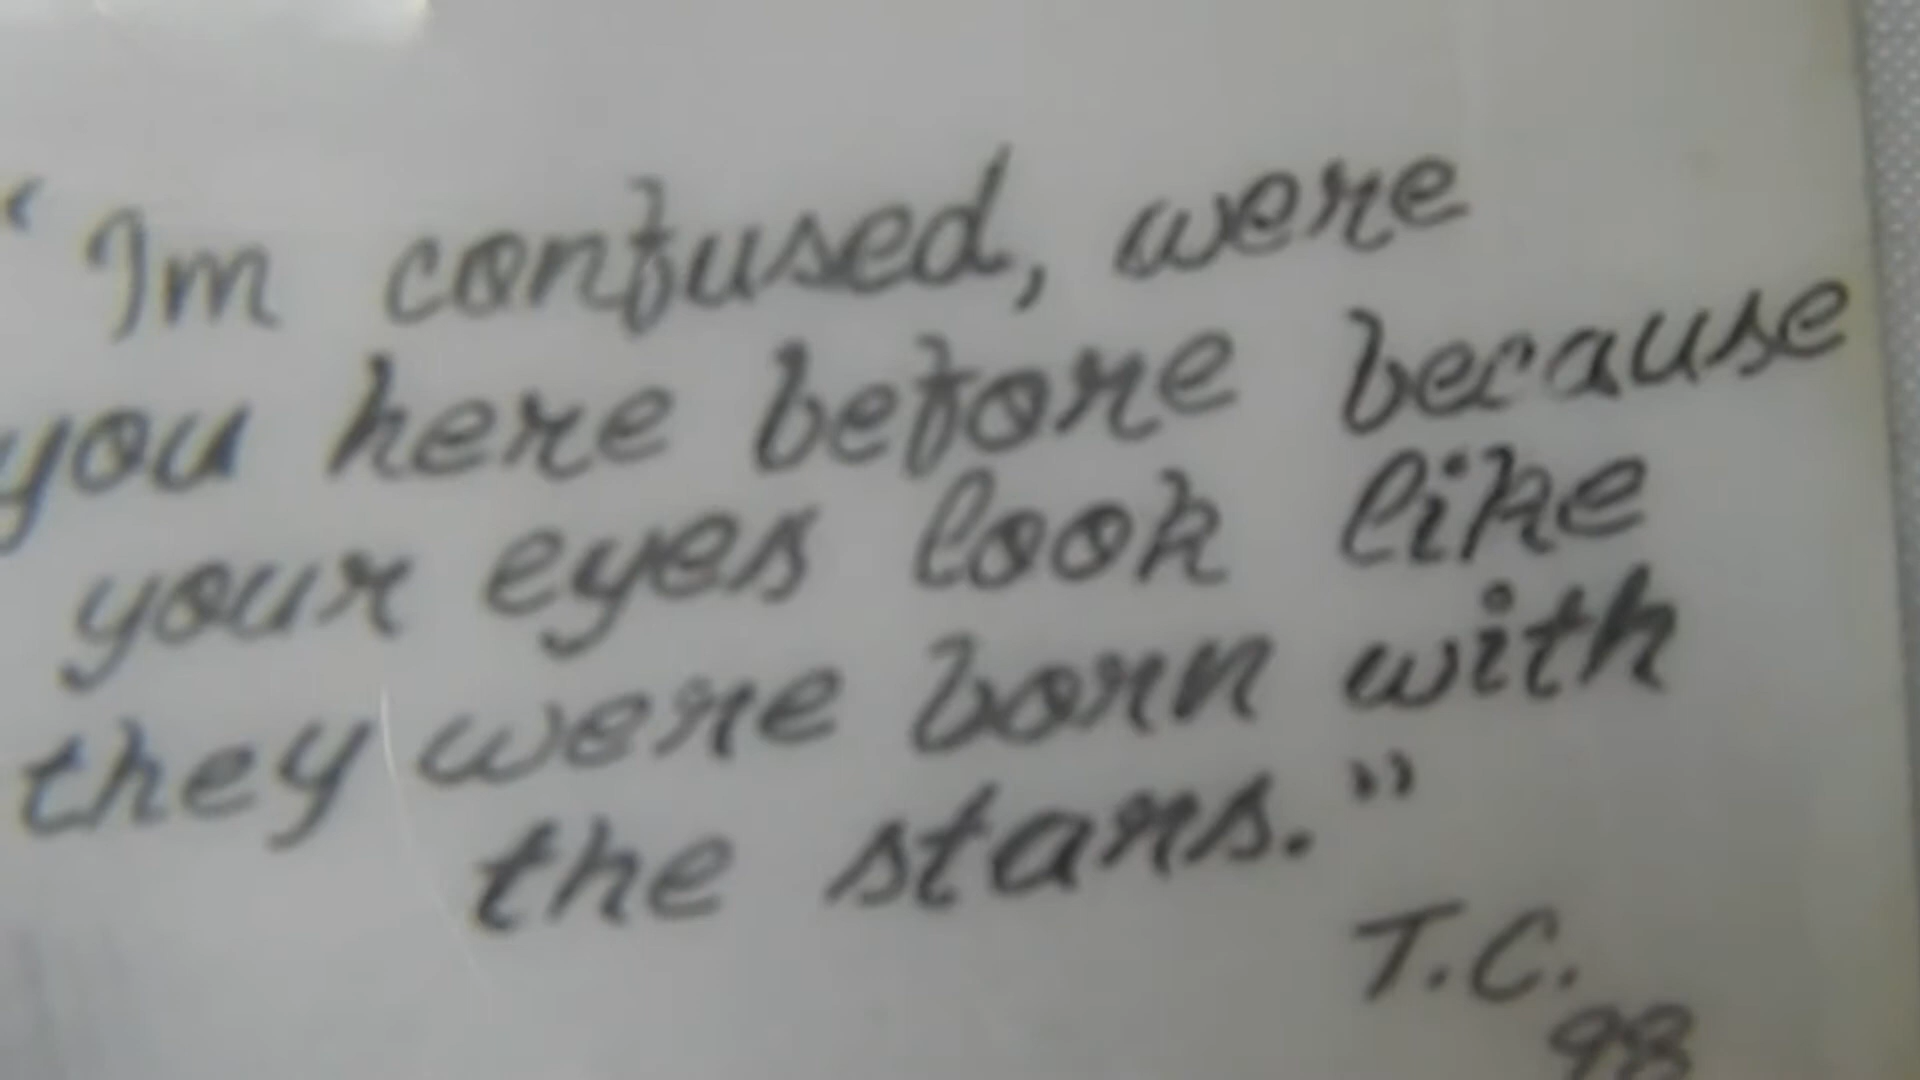 “Im confused, were
you here before because
your eyes look like
they were born with
the stars.”
T.C.
98